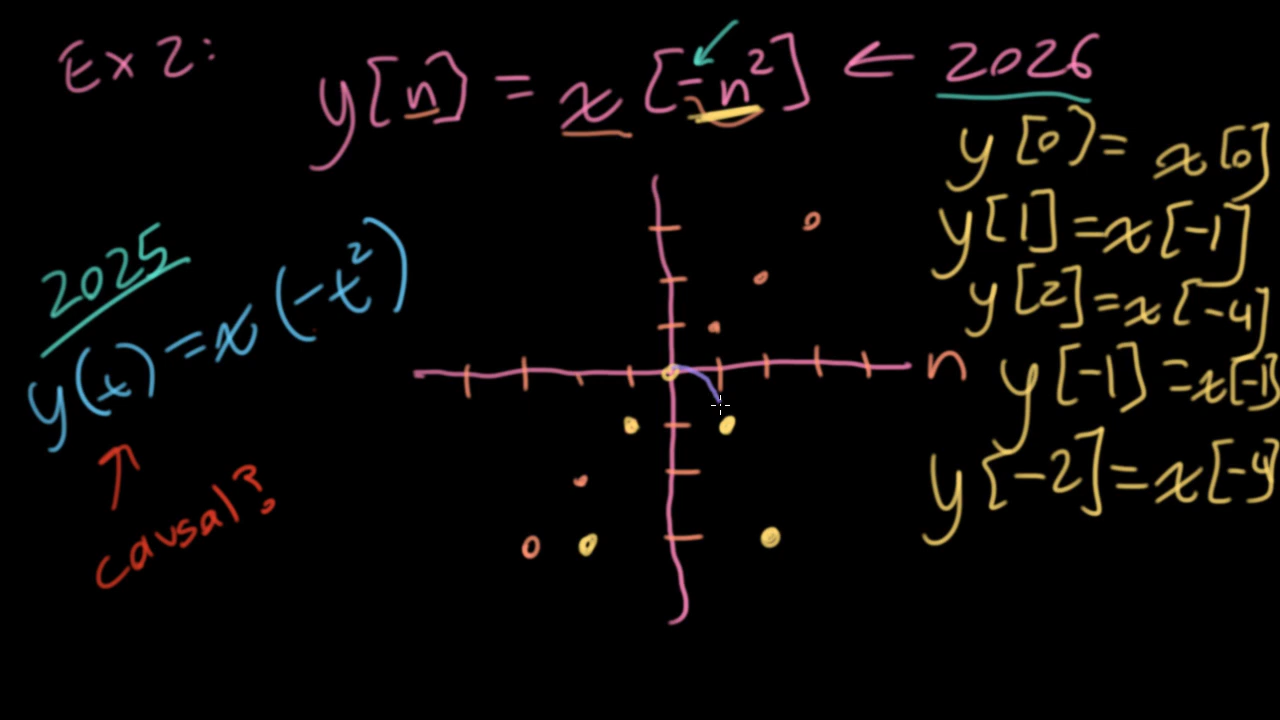 Ex 2:
y[n] = x[-n²] ← 2026
y[0] = x[0]
y[1] = x[-1]
y[2] = x[-4]
y[-1] = x[-1]
y[-2] = x[-4]
2025
y(x) = x(-t²)
n
causal?